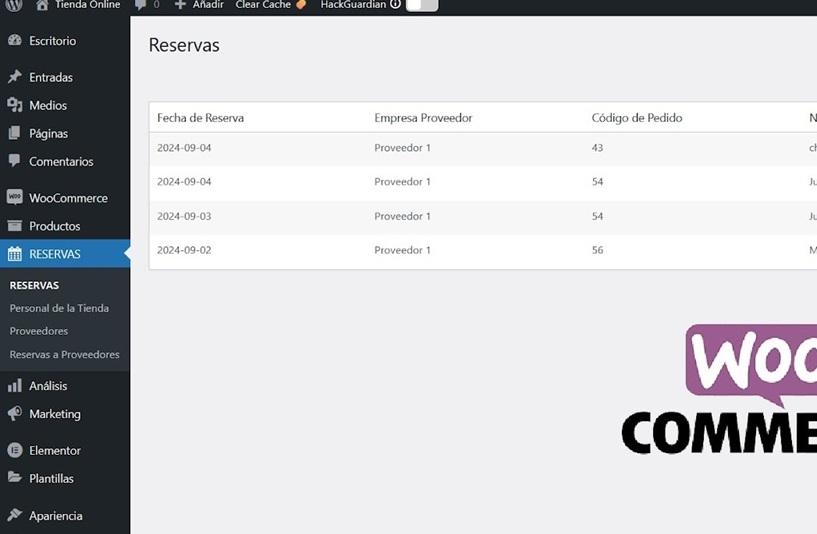 Tienda Online 0 Añadir Clear Cache HackGuardian
Escritorio
Entradas
Medios
Páginas
Comentarios
WooCommerce
Productos
RESERVAS
RESERVAS
Personal de la Tienda
Proveedores
Reservas a Proveedores
Análisis
Marketing
Elementor
Plantillas
Apariencia
Reservas
Fecha de Reserva Empresa Proveedor Código de Pedido N
2024-09-04 Proveedor 1 43 ch
2024-09-04 Proveedor 1 54 Ju
2024-09-03 Proveedor 1 54 Ju
2024-09-02 Proveedor 1 56 M
Woo
COMME